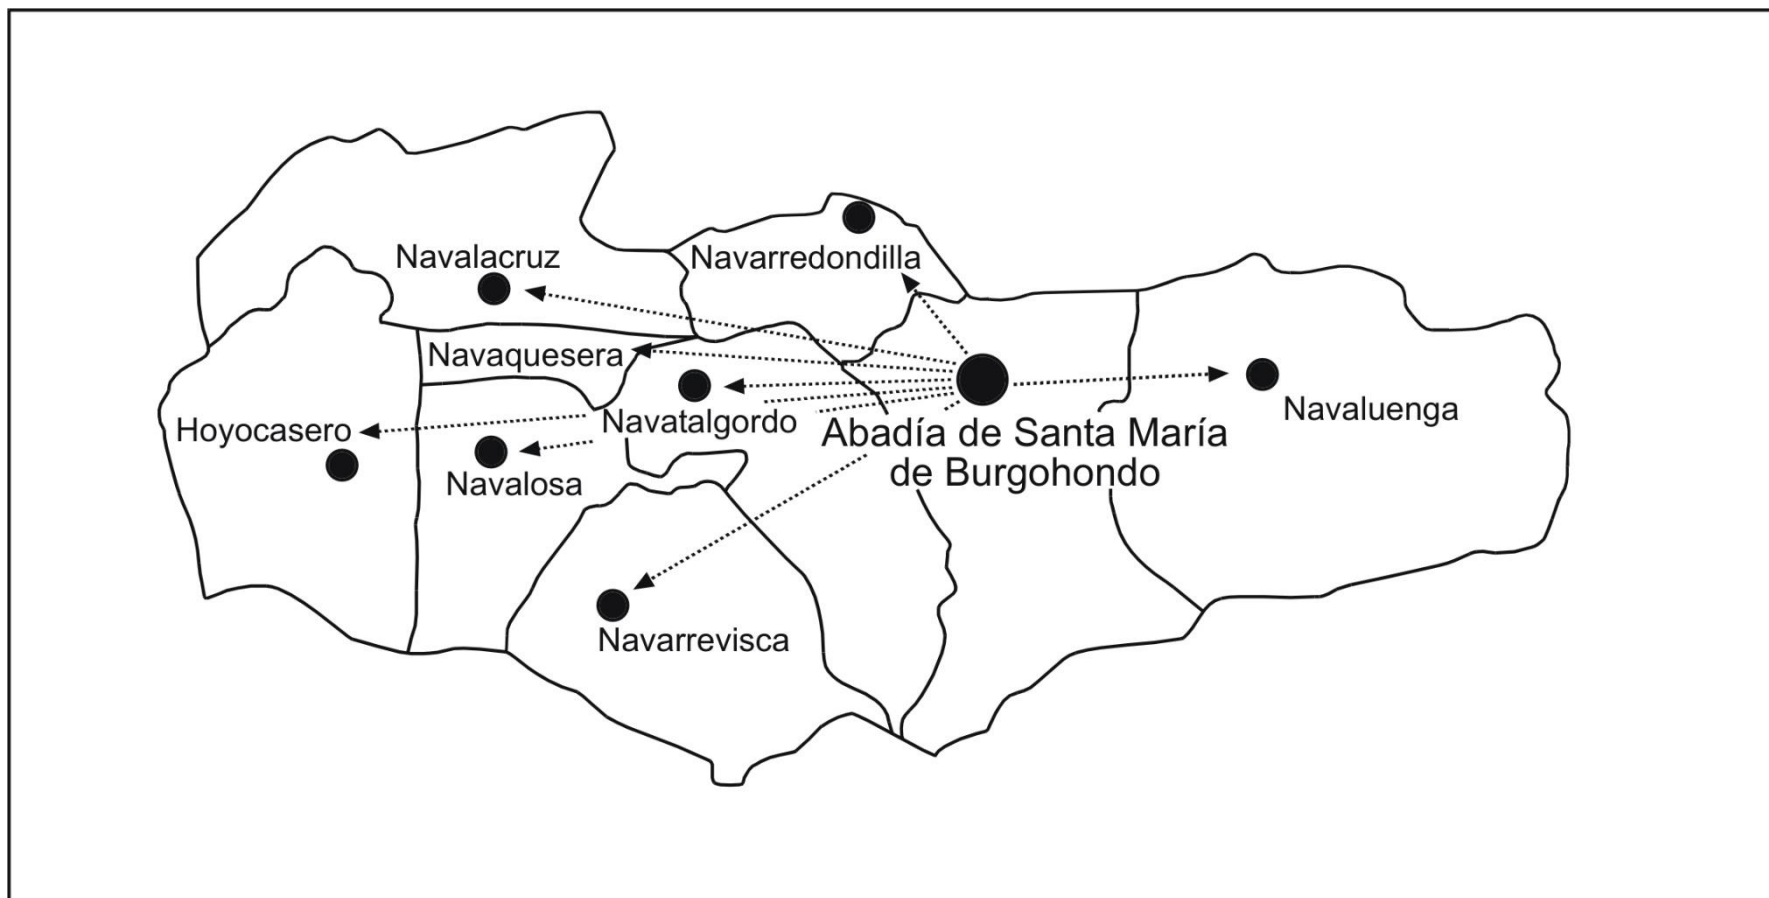 Navalacruz
Navarredondilla
Navaquesera
Navaluenga
Hoyocasero
Navatalgordo
Abadía de Santa María
de Burgohondo
Navalosa
Navarrevisca